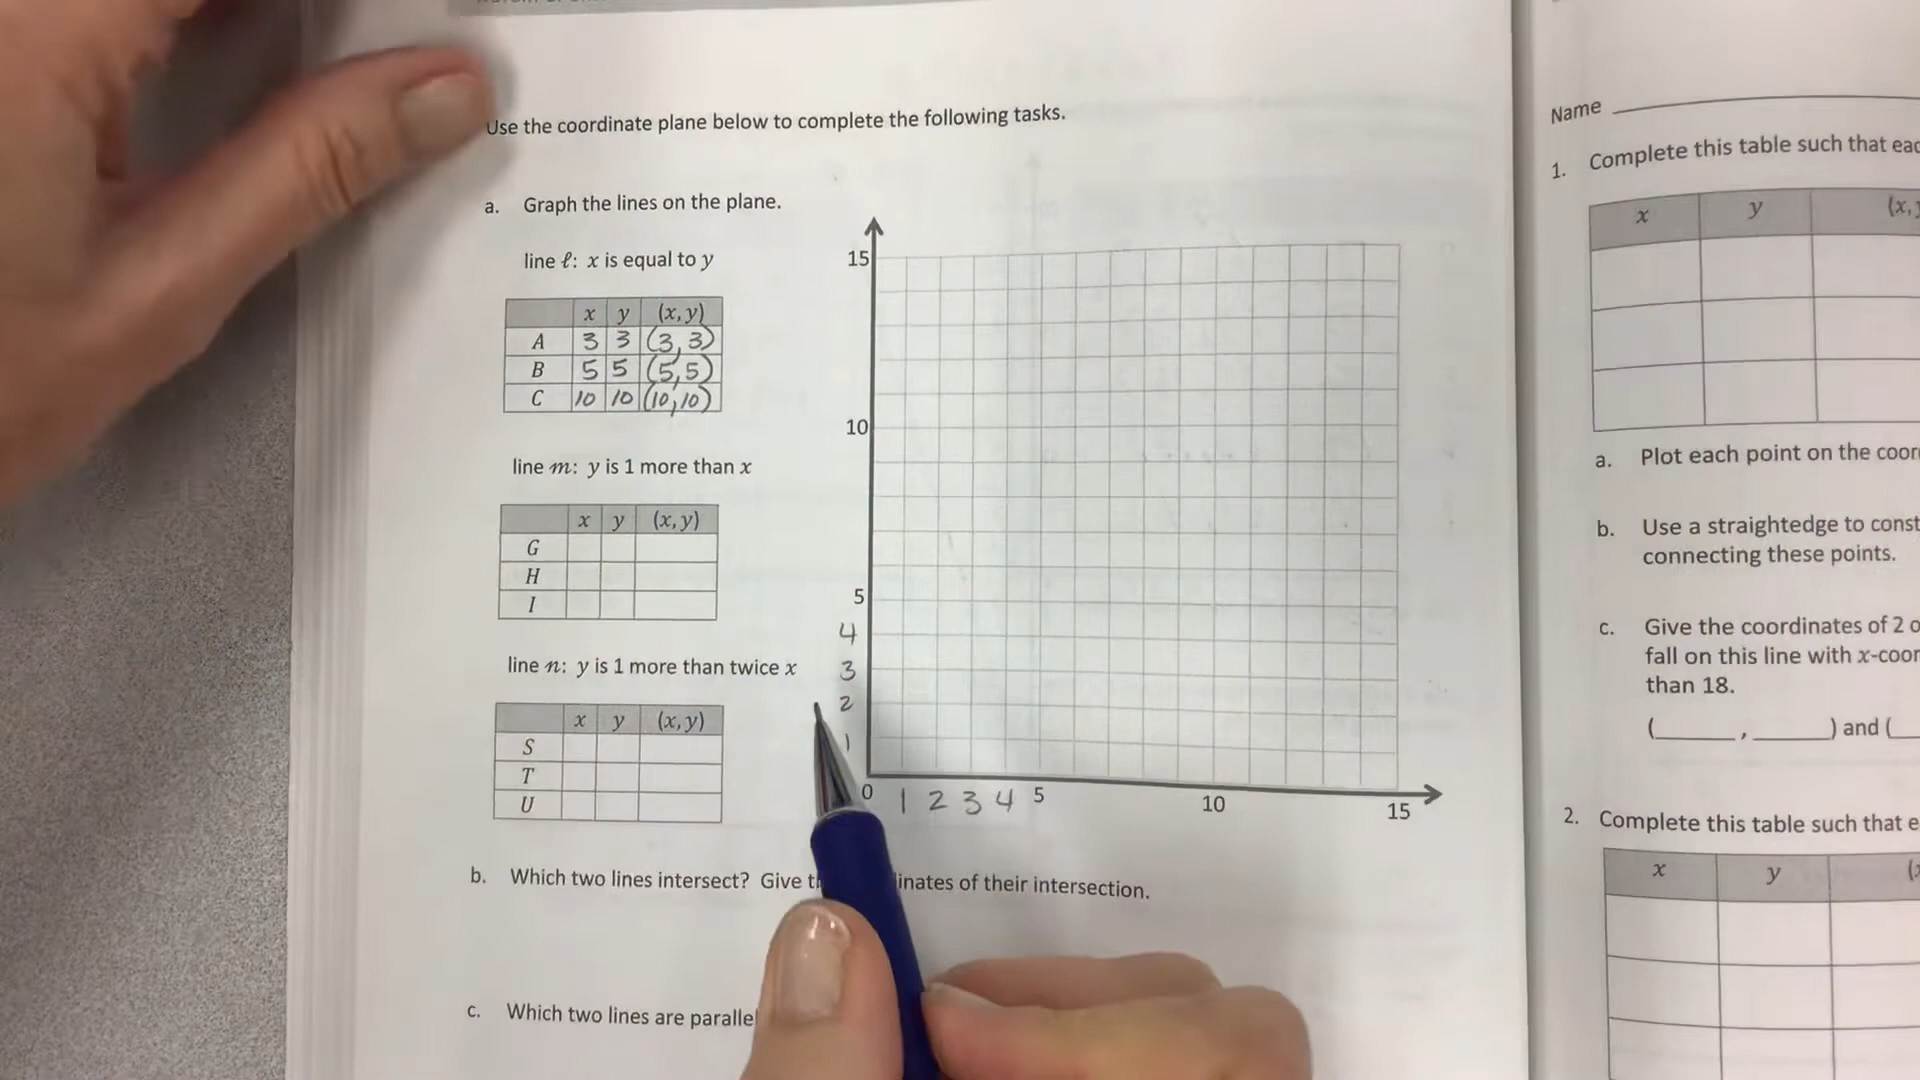 Use the coordinate plane below to complete the following tasks.
a. Graph the lines on the plane.
line ℓ: x is equal to y
x y (x, y)
A 3 3 (3, 3)
B 5 5 (5,5)
C 10 10 (10,10)
line m: y is 1 more than x
x y (x, y)
G
H
I
line n: y is 1 more than twice x
x y (x, y)
S
T
U
15
10
5
4
3
2
1
0 1 2 3 4 5 10 15
b. Which two lines intersect? Give inates of their intersection.
c. Which two lines are paralle
Name
1. Complete this table such that eac
x y (x, y
a. Plot each point on the coor
b. Use a straightedge to const
connecting these points.
c. Give the coordinates of 2 o
fall on this line with x-coor
than 18.
(______ , ______) and (
2. Complete this table such that e
x y (